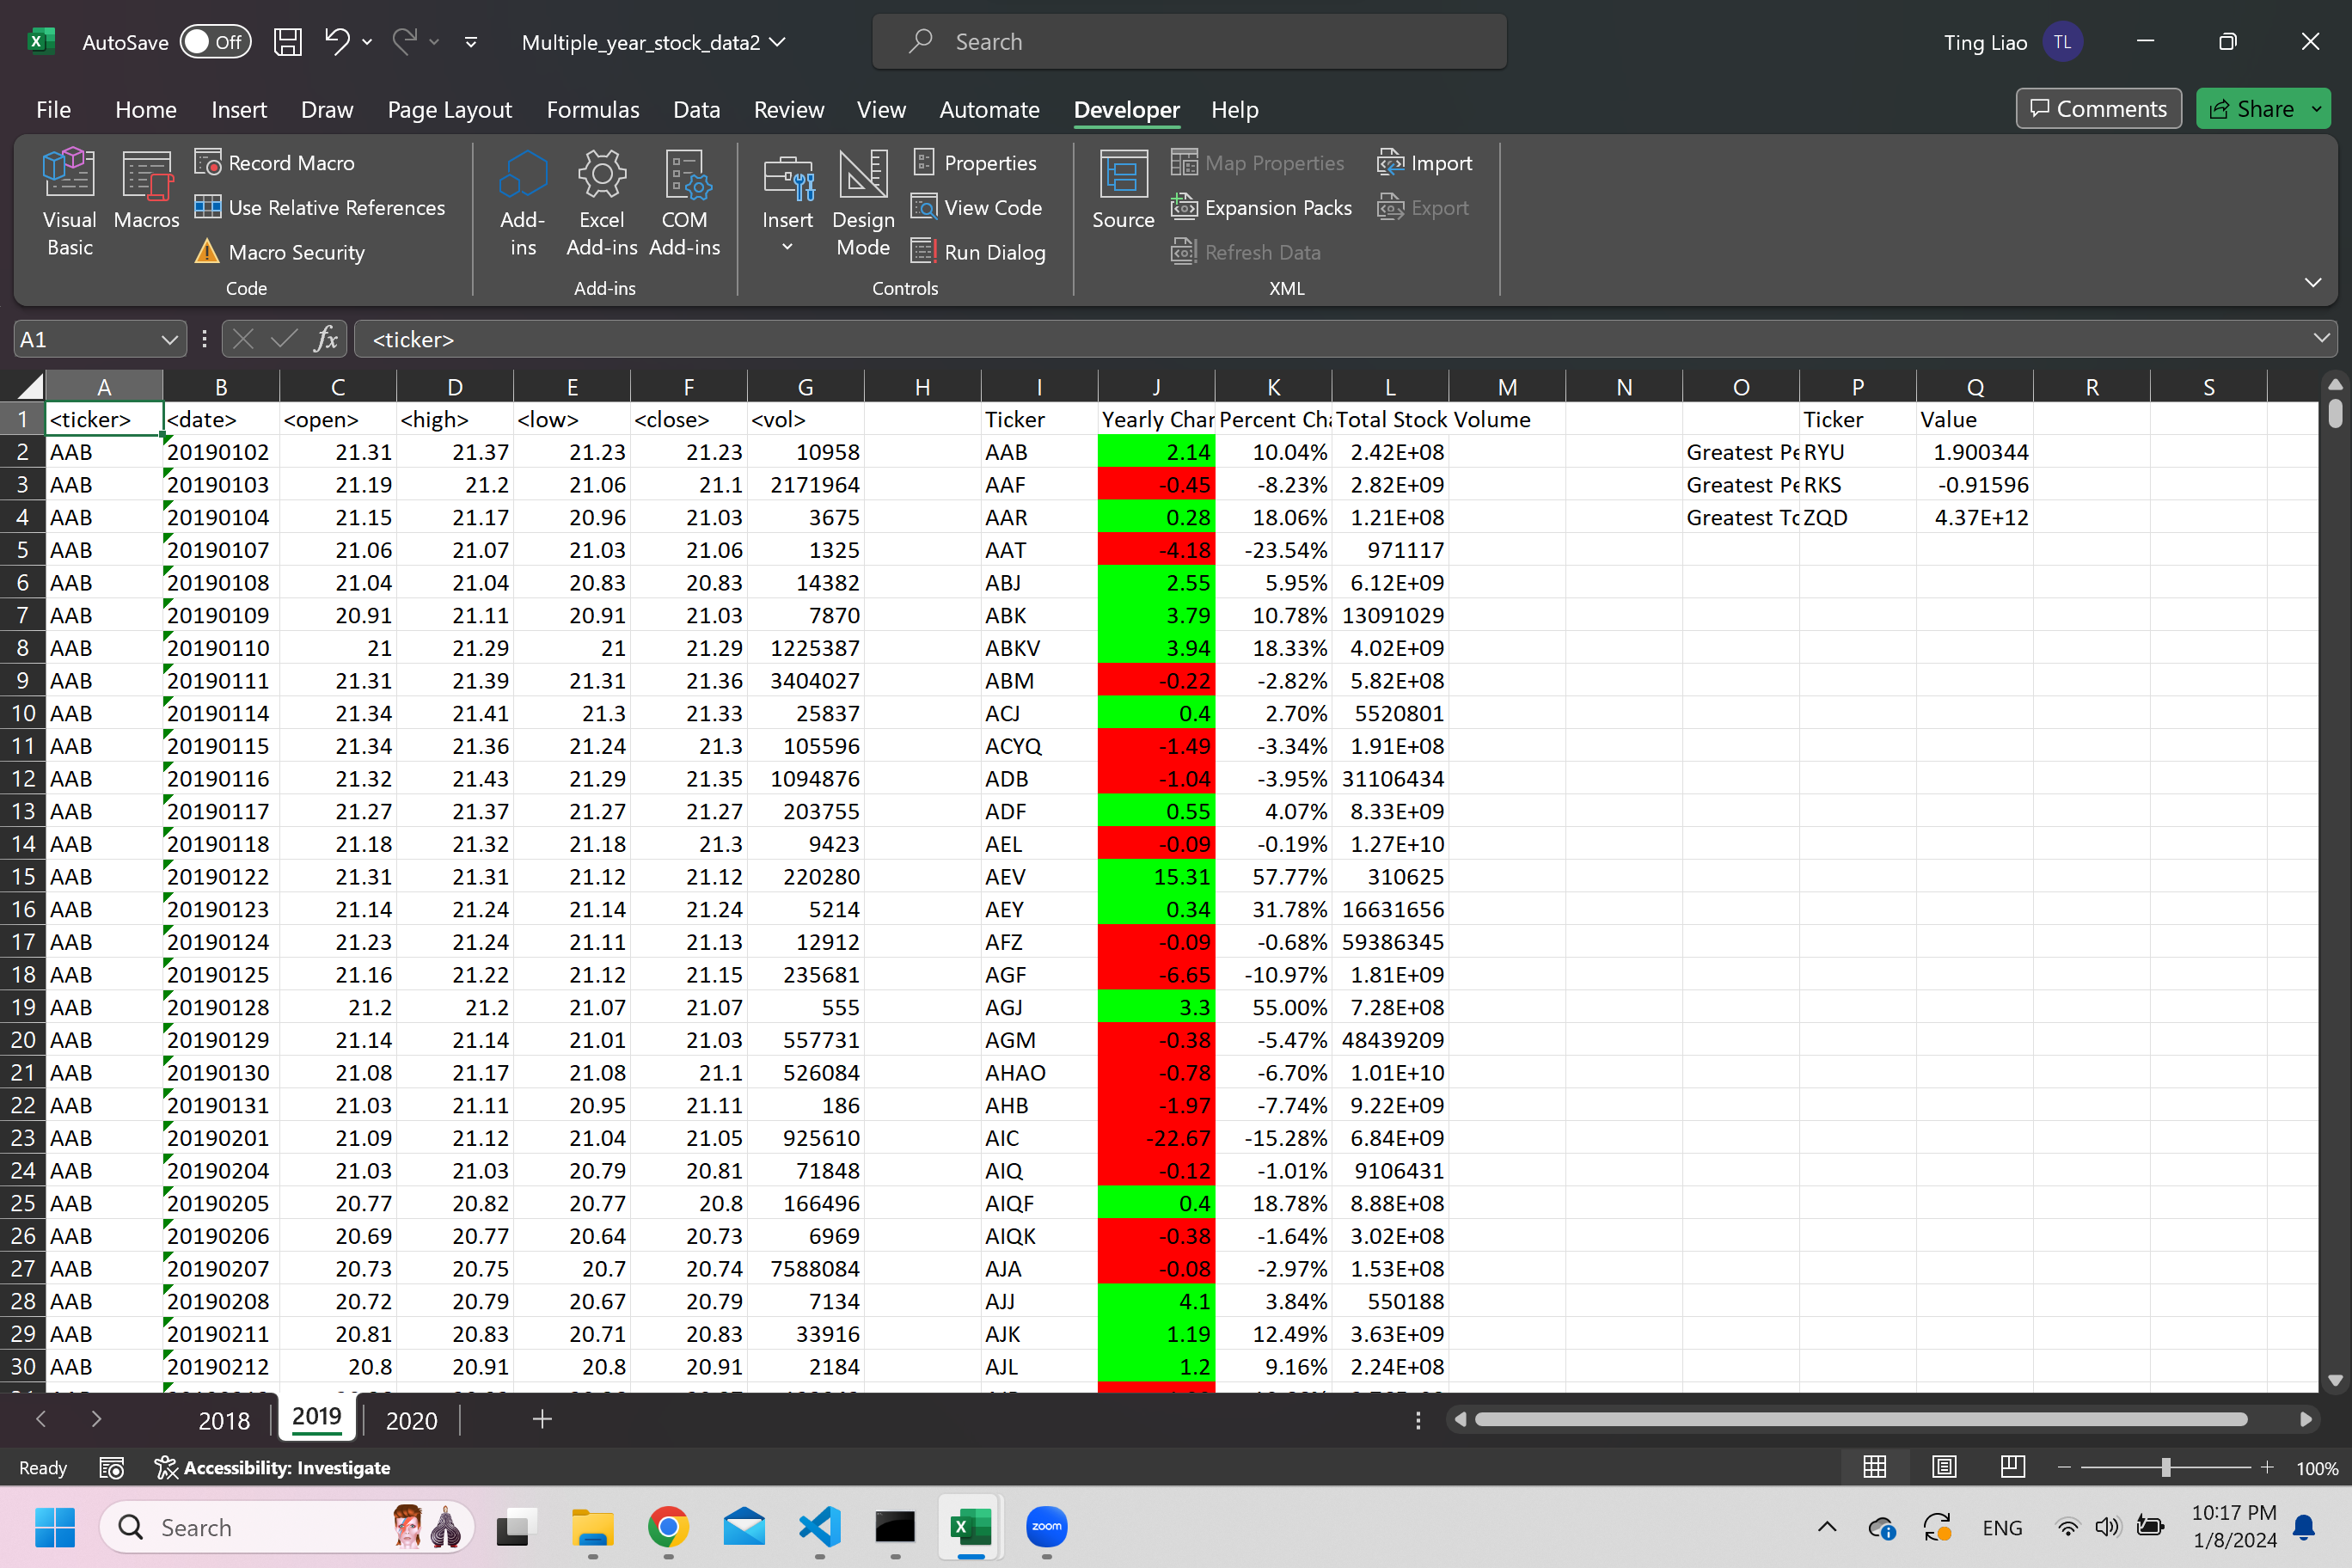 AutoSave Off Multiple_year_stock_data2 Search Ting Liao TL
File Home Insert Draw Page Layout Formulas Data Review View Automate Developer Help Comments Share
Visual Basic
Macros
Record Macro
Use Relative References
Macro Security
Code
Add-ins
Excel Add-ins
COM Add-ins
Add-ins
Insert
Design Mode
Properties
View Code
Run Dialog
Controls
Source
Map Properties
Expansion Packs
Refresh Data
Import
Export
XML
A1 fx <ticker>
A B C D E F G H I J K L M N O P Q R S
1 <ticker> <date> <open> <high> <low> <close> <vol> Ticker Yearly Char Percent Cha Total Stock Volume Ticker Value
2 AAB 20190102 21.31 21.37 21.23 21.23 10958 AAB 2.14 10.04% 2.42E+08 Greatest Pe RYU 1.900344
3 AAB 20190103 21.19 21.2 21.06 21.1 2171964 AAF -0.45 -8.23% 2.82E+09 Greatest Pe RKS -0.91596
4 AAB 20190104 21.15 21.17 20.96 21.03 3675 AAR 0.28 18.06% 1.21E+08 Greatest To ZQD 4.37E+12
5 AAB 20190107 21.06 21.07 21.03 21.06 1325 AAT -4.18 -23.54% 971117
6 AAB 20190108 21.04 21.04 20.83 20.83 14382 ABJ 2.55 5.95% 6.12E+09
7 AAB 20190109 20.91 21.11 20.91 21.03 7870 ABK 3.79 10.78% 13091029
8 AAB 20190110 21 21.29 21 21.29 1225387 ABKV 3.94 18.33% 4.02E+09
9 AAB 20190111 21.31 21.39 21.31 21.36 3404027 ABM -0.22 -2.82% 5.82E+08
10 AAB 20190114 21.34 21.41 21.3 21.33 25837 ACJ 0.4 2.70% 5520801
11 AAB 20190115 21.34 21.36 21.24 21.3 105596 ACYQ -1.49 -3.34% 1.91E+08
12 AAB 20190116 21.32 21.43 21.29 21.35 1094876 ADB -1.04 -3.95% 31106434
13 AAB 20190117 21.27 21.37 21.27 21.27 203755 ADF 0.55 4.07% 8.33E+09
14 AAB 20190118 21.18 21.32 21.18 21.3 9423 AEL -0.09 -0.19% 1.27E+10
15 AAB 20190122 21.31 21.31 21.12 21.12 220280 AEV 15.31 57.77% 310625
16 AAB 20190123 21.14 21.24 21.14 21.24 5214 AEY 0.34 31.78% 16631656
17 AAB 20190124 21.23 21.24 21.11 21.13 12912 AFZ -0.09 -0.68% 59386345
18 AAB 20190125 21.16 21.22 21.12 21.15 235681 AGF -6.65 -10.97% 1.81E+09
19 AAB 20190128 21.2 21.2 21.07 21.07 555 AGJ 3.3 55.00% 7.28E+08
20 AAB 20190129 21.14 21.14 21.01 21.03 557731 AGM -0.38 -5.47% 48439209
21 AAB 20190130 21.08 21.17 21.08 21.1 526084 AHAO -0.78 -6.70% 1.01E+10
22 AAB 20190131 21.03 21.11 20.95 21.11 186 AHB -1.97 -7.74% 9.22E+09
23 AAB 20190201 21.09 21.12 21.04 21.05 925610 AIC -22.67 -15.28% 6.84E+09
24 AAB 20190204 21.03 21.03 20.79 20.81 71848 AIQ -0.12 -1.01% 9106431
25 AAB 20190205 20.77 20.82 20.77 20.8 166496 AIQF 0.4 18.78% 8.88E+08
26 AAB 20190206 20.69 20.77 20.64 20.73 6969 AIQK -0.38 -1.64% 3.02E+08
27 AAB 20190207 20.73 20.75 20.7 20.74 7588084 AJA -0.08 -2.97% 1.53E+08
28 AAB 20190208 20.72 20.79 20.67 20.79 7134 AJJ 4.1 3.84% 550188
29 AAB 20190211 20.81 20.83 20.71 20.83 33916 AJK 1.19 12.49% 3.63E+09
30 AAB 20190212 20.8 20.91 20.8 20.91 2184 AJL 1.2 9.16% 2.24E+08
2018 2019 2020
Ready Accessibility: Investigate 100%
Search zoom ENG 10:17 PM
1/8/2024